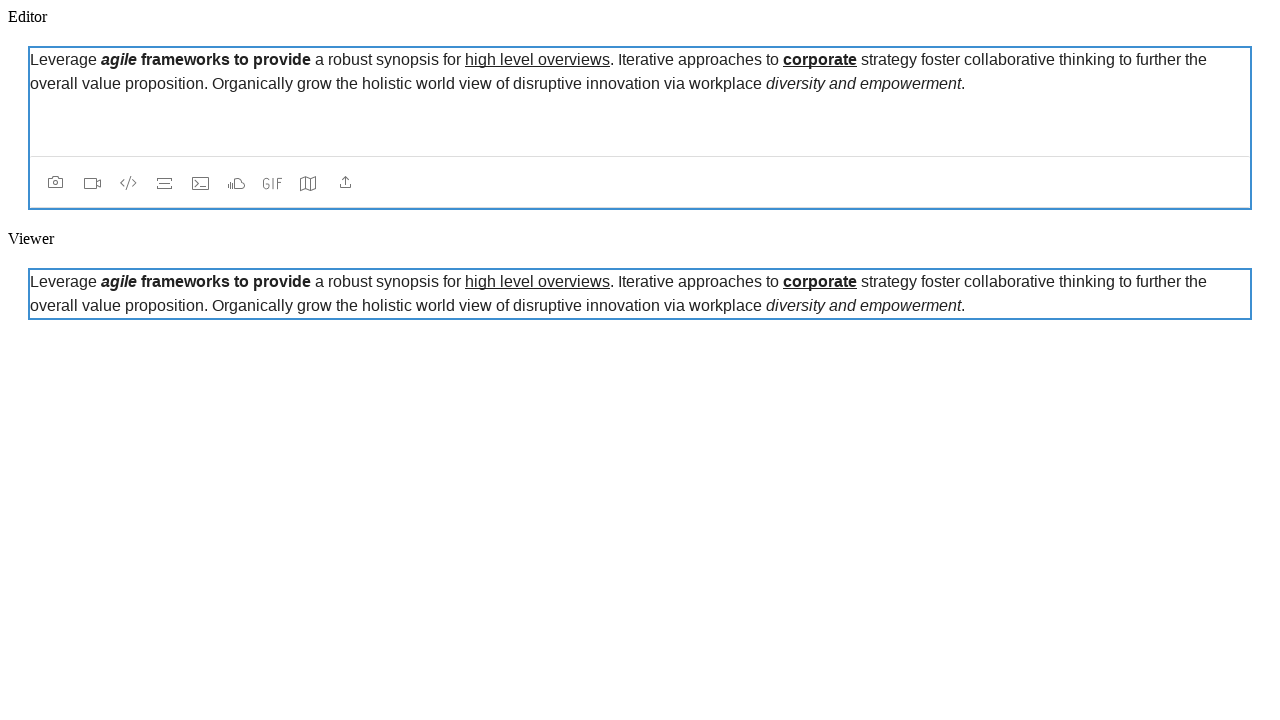 Editor
Leverage agile frameworks to provide a robust synopsis for high level overviews. Iterative approaches to corporate strategy foster collaborative thinking to further the
overall value proposition. Organically grow the holistic world view of disruptive innovation via workplace diversity and empowerment.
GIF
Viewer
Leverage agile frameworks to provide a robust synopsis for high level overviews. Iterative approaches to corporate strategy foster collaborative thinking to further the
overall value proposition. Organically grow the holistic world view of disruptive innovation via workplace diversity and empowerment.